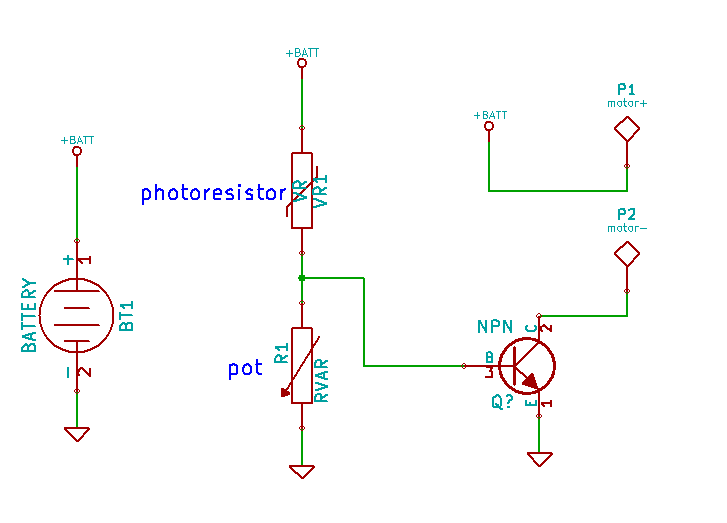 +BATT
+BATT
+BATT
P1
motor+
P2
motor-
photoresistor
VR
VR1
+
1
BATTERY
BT1
-
2
pot
R1
RVAR
NPN
C
2
B
3
Q?
E
1